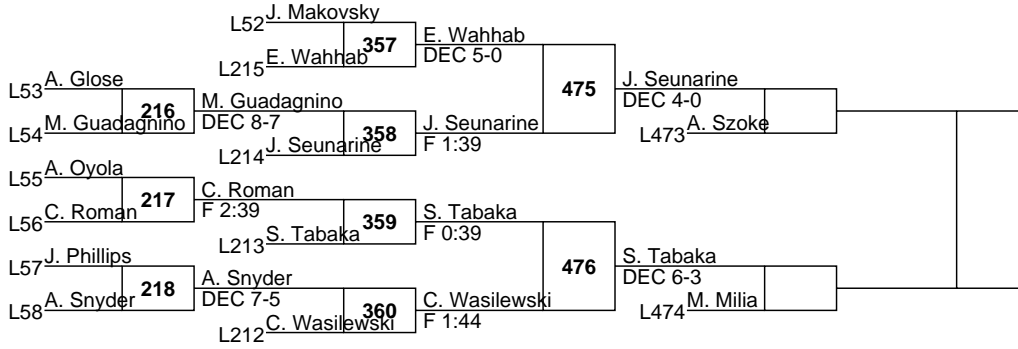 L52 J. Makovsky
357 E. Wahhab
L215 E. Wahhab DEC 5-0
L53 A. Glose
475 J. Seunarine
216 M. Guadagnino DEC 4-0
L54 M. Guadagnino DEC 8-7
358 J. Seunarine
L473 A. Szoke
L214 J. Seunarine F 1:39
L55 A. Oyola
217 C. Roman
L56 C. Roman F 2:39
359 S. Tabaka
L213 S. Tabaka F 0:39
L57 J. Phillips
476 S. Tabaka
218 A. Snyder DEC 6-3
L58 A. Snyder DEC 7-5
360 C. Wasilewski
L474 M. Milia
L212 C. Wasilewski F 1:44